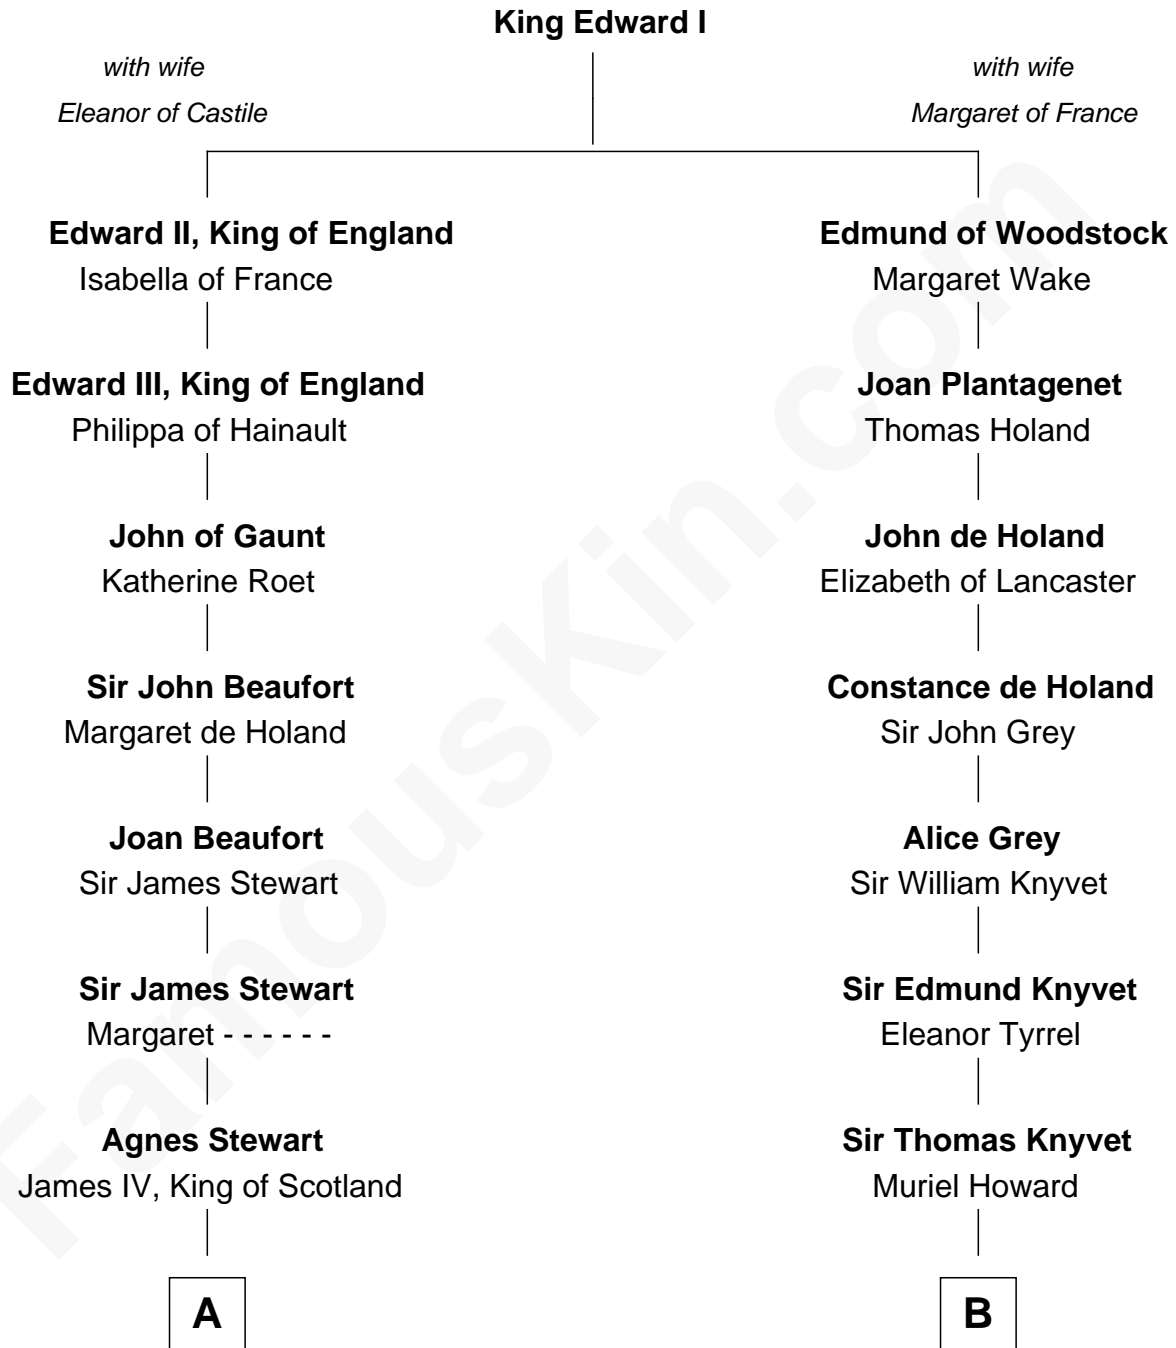 King Edward I
with wife
Eleanor of Castile
with wife
Margaret of France
Edward II, King of England
Isabella of France
Edmund of Woodstock
Margaret Wake
Edward III, King of England
Philippa of Hainault
Joan Plantagenet
Thomas Holand
John of Gaunt
Katherine Roet
John de Holand
Elizabeth of Lancaster
Sir John Beaufort
Margaret de Holand
Constance de Holand
Sir John Grey
Joan Beaufort
Sir James Stewart
Alice Grey
Sir William Knyvet
Sir James Stewart
Margaret - - - - - -
Sir Edmund Knyvet
Eleanor Tyrrel
Agnes Stewart
James IV, King of Scotland
Sir Thomas Knyvet
Muriel Howard
A
B
FamousKin.com